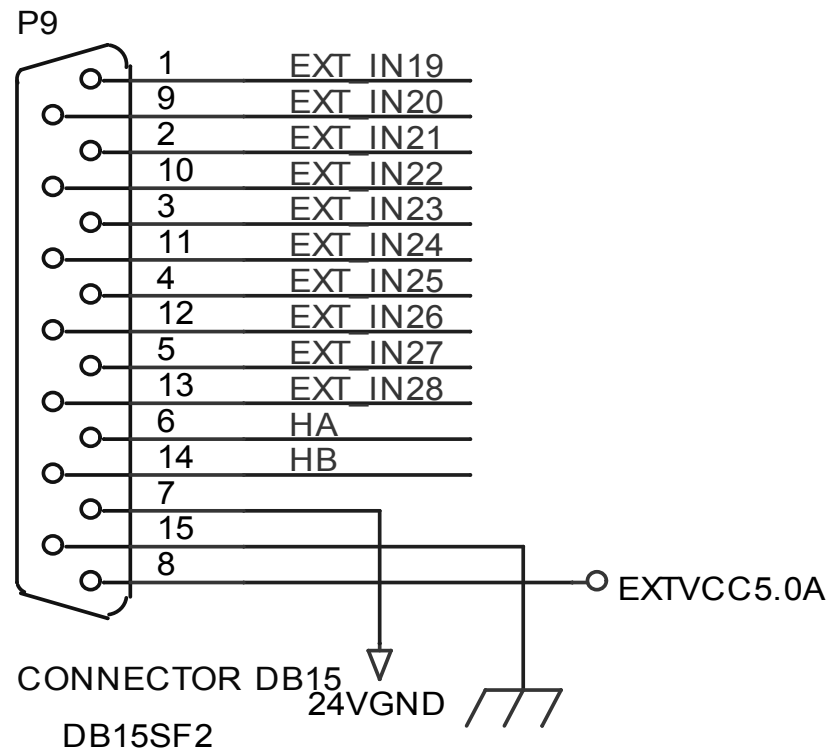 P9
1 EXT_IN19
9 EXT_IN20
2 EXT_IN21
10 EXT_IN22
3 EXT_IN23
11 EXT_IN24
4 EXT_IN25
12 EXT_IN26
5 EXT_IN27
13 EXT_IN28
6 HA
14 HB
7
15
8
EXTVCC5.0A
CONNECTOR DB15
24VGND
DB15SF2